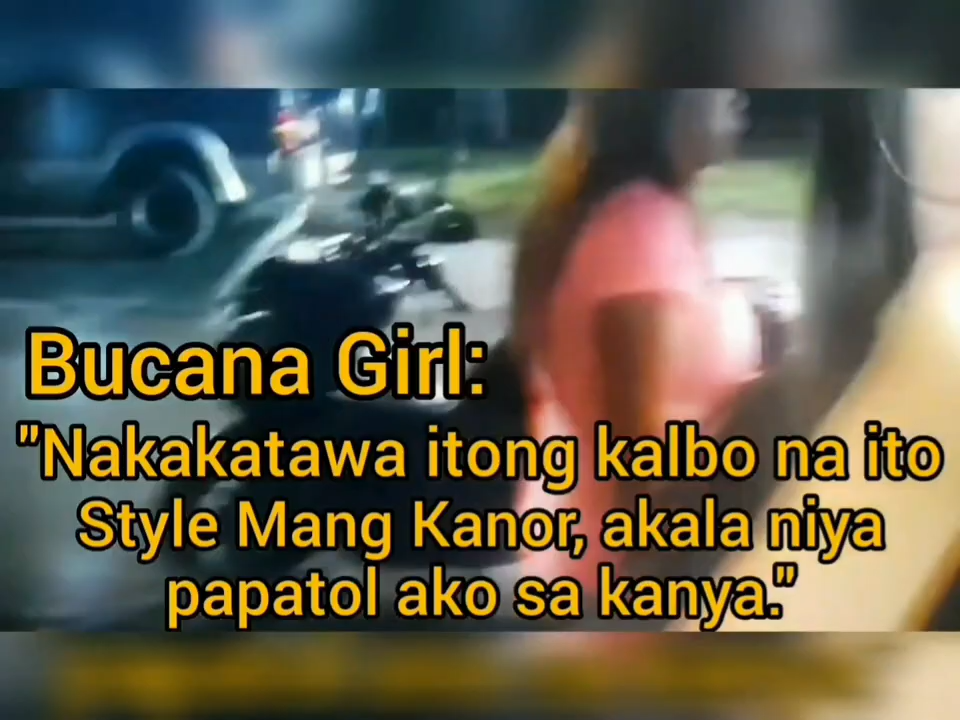 Bucana Girl:
"Nakakatawa itong kalbo na ito
Style Mang Kanor, akala niya
papatol ako sa kanya."